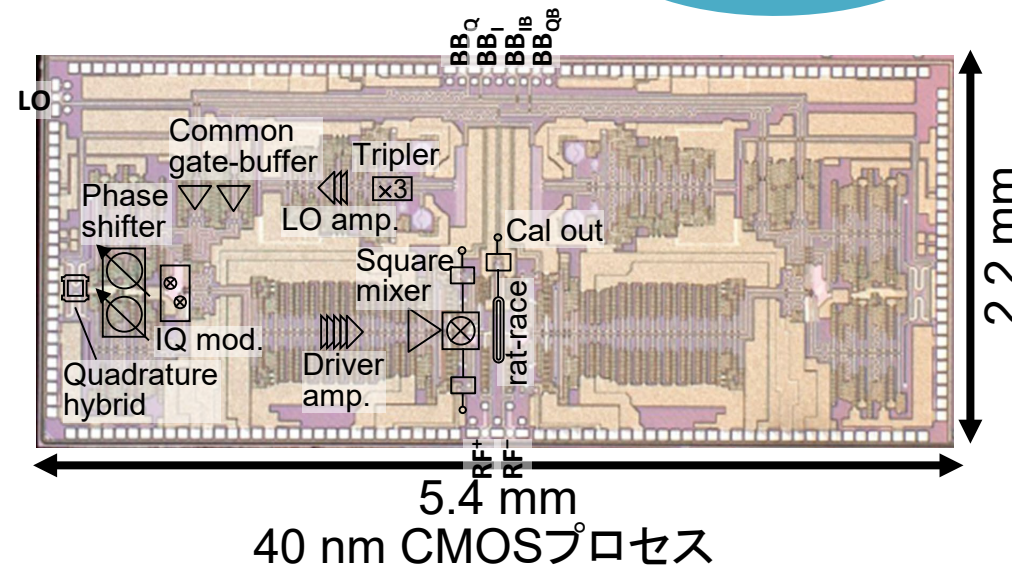 BBQ
BBI
BBIB
BBQB
LO
Common
gate-buffer
Tripler
×3
Phase
shifter
LO amp.
Cal out
Square
mixer
rat-race
IQ mod.
Driver
amp.
Quadrature
hybrid
RF+
RF−
2.2 mm
5.4 mm
40 nm CMOSプロセス